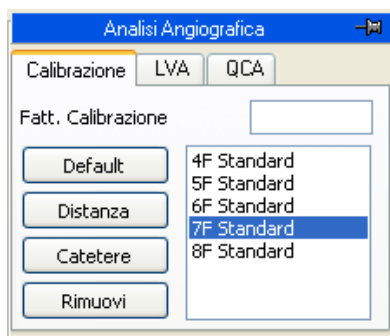 Analisi Angiografica
Calibrazione LVA QCA
Fatt. Calibrazione
Default
Distanza
Catetere
Rimuovi
4F Standard
5F Standard
6F Standard
7F Standard
8F Standard